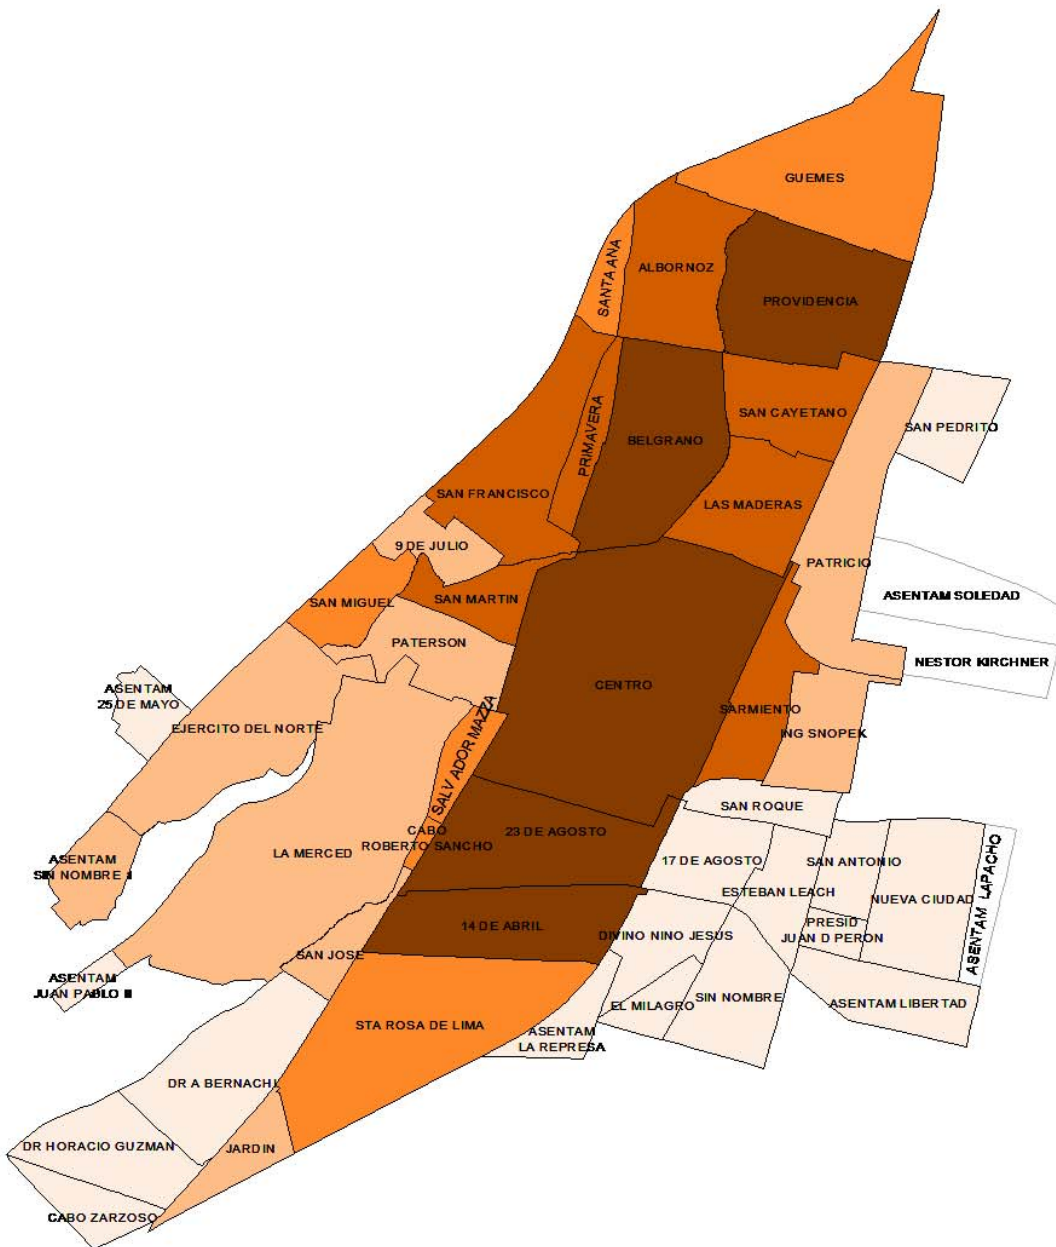 GUEMES
SANTA ANA
ALBORNOZ
PROVIDENCIA
SAN CAYETANO
SAN PEDRITO
PRIMAVERA
BELGRANO
SAN FRANCISCO
LAS MADERAS
9 DE JULIO
PATRICIO
ASENTAM SOLEDAD
SAN MIGUEL
SAN MARTIN
PATERSON
NESTOR KIRCHNER
CENTRO
ASENTAM
25 DE MAYO
EJERCITO DEL NORTE
SALVADOR MAZZA
SARMIENTO
ING SNOPEK
SAN ROQUE
CABO
ROBERTO SANCHO
23 DE AGOSTO
LA MERCED
ASENTAM
SIN NOMBRE 1
17 DE AGOSTO
SAN ANTONIO
ESTEBAN LEACH
NUEVA CIUDAD
ASENTAM LAPACHO
14 DE ABRIL
DIVINO NINO JESUS
PRESID
JUAN D PERON
SAN JOSE
ASENTAM
JUAN PABLO II
STA ROSA DE LIMA
EL MILAGRO
SIN NOMBRE
ASENTAM LIBERTAD
ASENTAM
LA REPRESA
DR A BERNACHI
DR HORACIO GUZMAN
JARDIN
CABO ZARZOSO